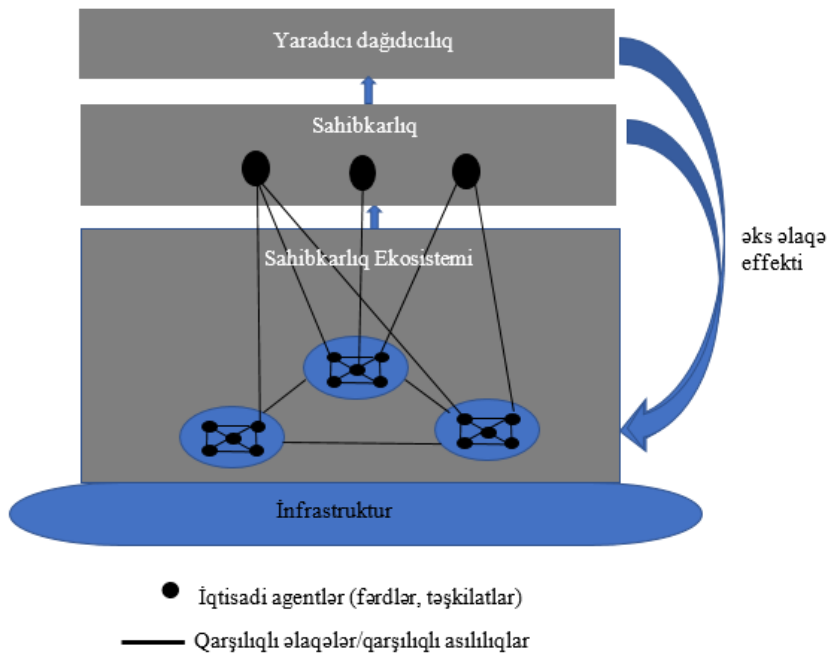 Yaradıcı dağıdıcılıq
Sahibkarlıq
Sahibkarlıq Ekosistemi
əks əlaqə
effekti
İnfrastruktur
İqtisadi agentlər (fərdlər, təşkilatlar)
Qarşılıqlı əlaqələr/qarşılıqlı asılılıqlar